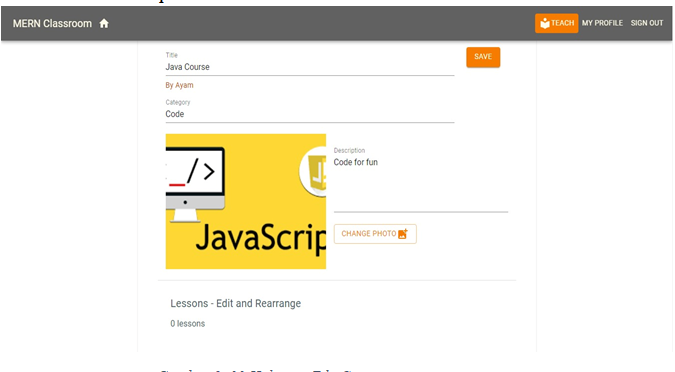 MERN Classroom TEACH MY PROFILE SIGN OUT
Title
Java Course
SAVE
By Ayam
Category
Code
_/>
JavaScrip
Description
Code for fun
CHANGE PHOTO
Lessons - Edit and Rearrange
0 lessons